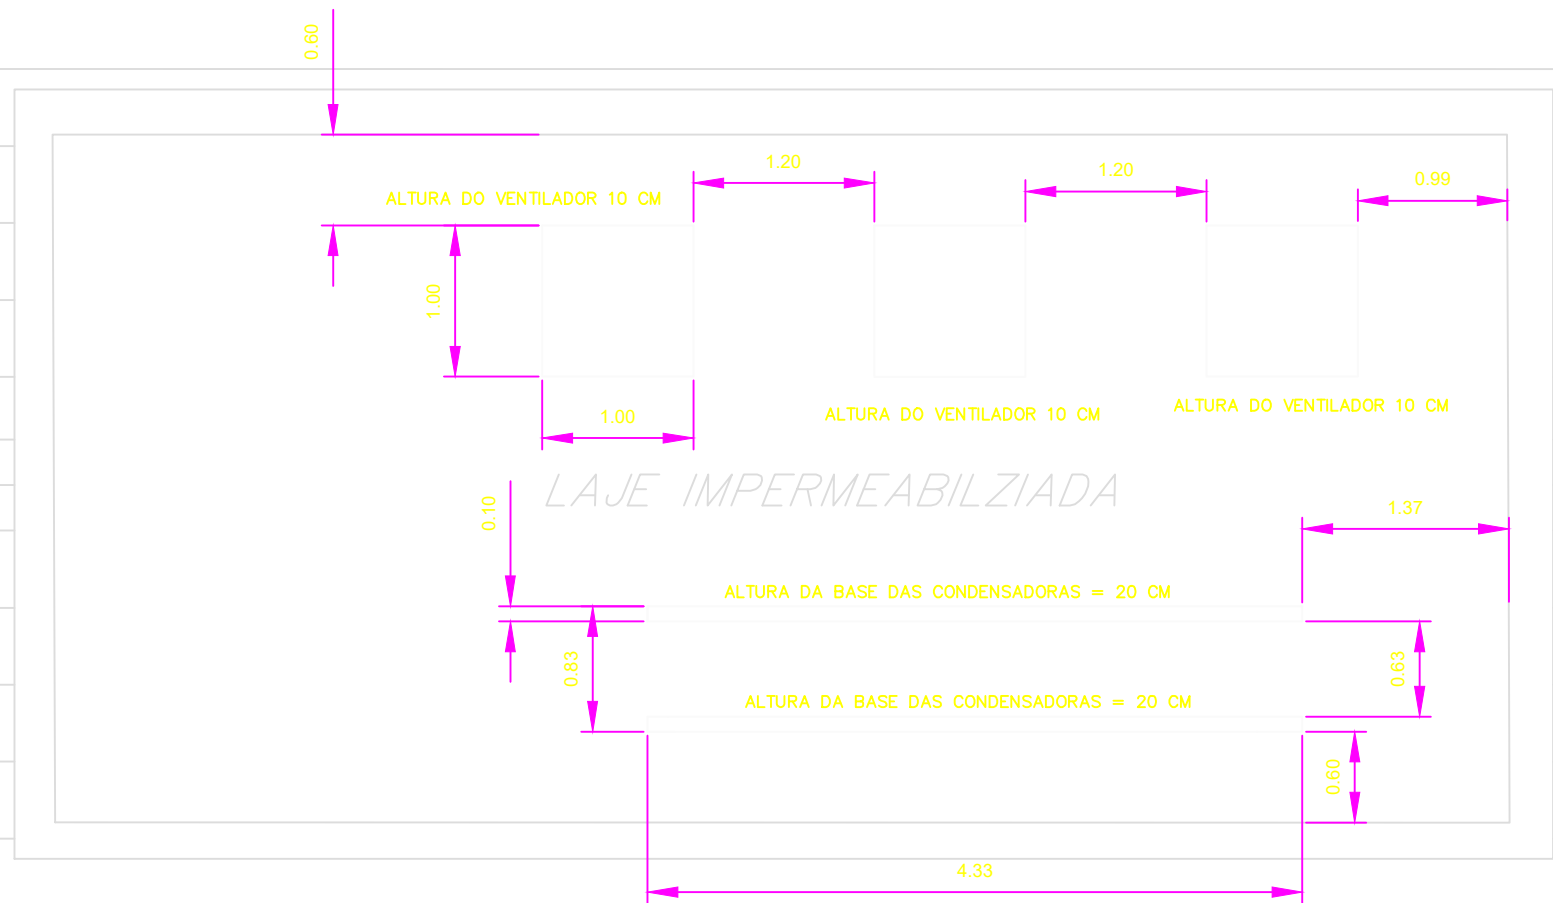 0.60
1.20
1.20
0.99
ALTURA DO VENTILADOR 10 CM
1.00
1.00
ALTURA DO VENTILADOR 10 CM
ALTURA DO VENTILADOR 10 CM
LAJE IMPERMEABILZIADA
0.10
1.37
ALTURA DA BASE DAS CONDENSADORAS = 20 CM
0.83
0.63
ALTURA DA BASE DAS CONDENSADORAS = 20 CM
0.60
4.33